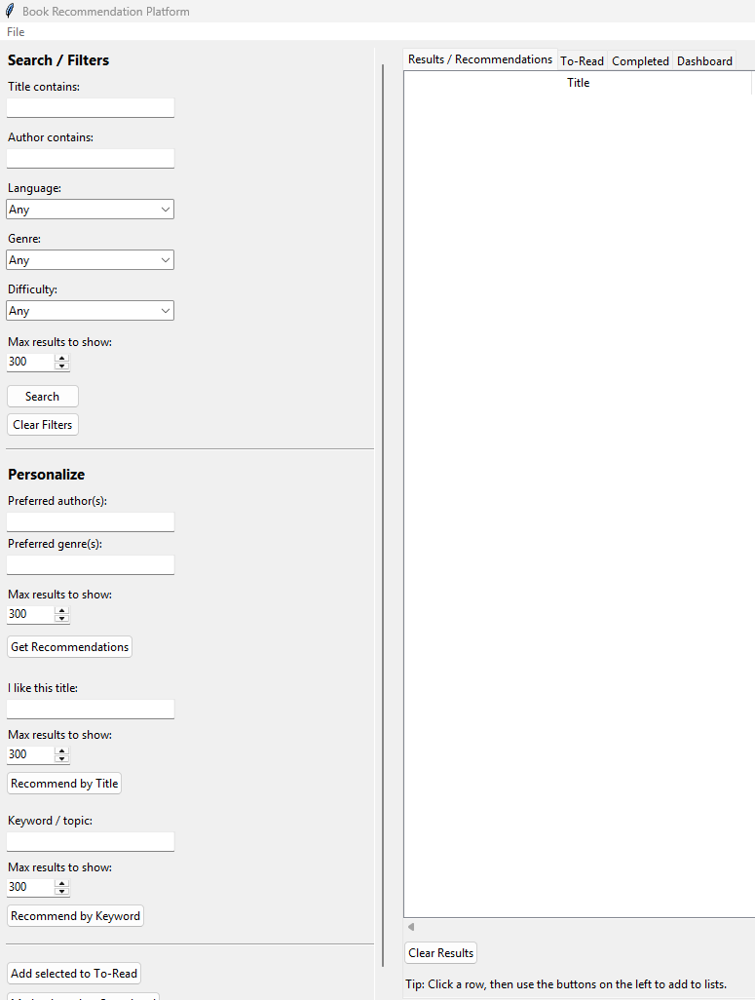 Book Recommendation Platform
File
Search / Filters
Title contains:
Author contains:
Language:
Any
Genre:
Any
Difficulty:
Any
Max results to show:
300
Search
Clear Filters
Personalize
Preferred author(s):
Preferred genre(s):
Max results to show:
300
Get Recommendations
I like this title:
Max results to show:
300
Recommend by Title
Keyword / topic:
Max results to show:
300
Recommend by Keyword
Add selected to To-Read
Results / Recommendations To-Read Completed Dashboard
Title
Clear Results
Tip: Click a row, then use the buttons on the left to add to lists.